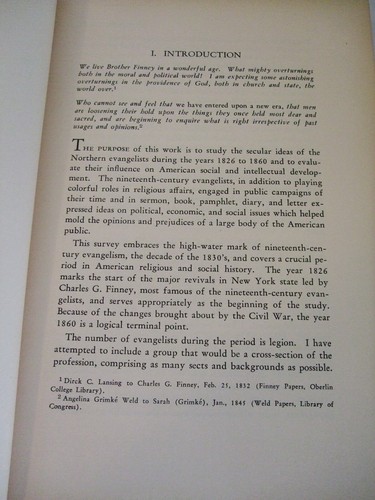 I. INTRODUCTION
We live Brother Finney in a wonderful age. What mighty overturnings
both in the moral and political world! I am expecting some astonishing
overturnings in the providence of God, both in church and state, the
world over.¹
Who cannot see and feel that we have entered upon a new era, that men
are loosening their hold upon the things they once held most dear and
sacred, and are beginning to enquire what is right irrespective of past
usages and opinions.²
THE PURPOSE of this work is to study the secular ideas of the
Northern evangelists during the years 1826 to 1860 and to evalu-
ate their influence on American social and intellectual develop-
ment. The nineteenth-century evangelists, in addition to playing
colorful roles in religious affairs, engaged in public campaigns of
their time and in sermon, book, pamphlet, diary, and letter ex-
pressed ideas on political, economic, and social issues which helped
mold the opinions and prejudices of a large body of the American
public.
This survey embraces the high-water mark of nineteenth-cen-
tury evangelism, the decade of the 1830's, and covers a crucial pe-
riod in American religious and social history. The year 1826
marks the start of the major revivals in New York state led by
Charles G. Finney, most famous of the nineteenth-century evan-
gelists, and serves appropriately as the beginning of the study.
Because of the changes brought about by the Civil War, the year
1860 is a logical terminal point.
The number of evangelists during the period is legion. I have
attempted to include a group that would be a cross-section of the
profession, comprising as many sects and backgrounds as possible.
¹ Dirck C. Lansing to Charles G. Finney, Feb. 25, 1832 (Finney Papers, Oberlin
College Library).
² Angelina Grimké Weld to Sarah (Grimké), Jan., 1845 (Weld Papers, Library of
Congress).